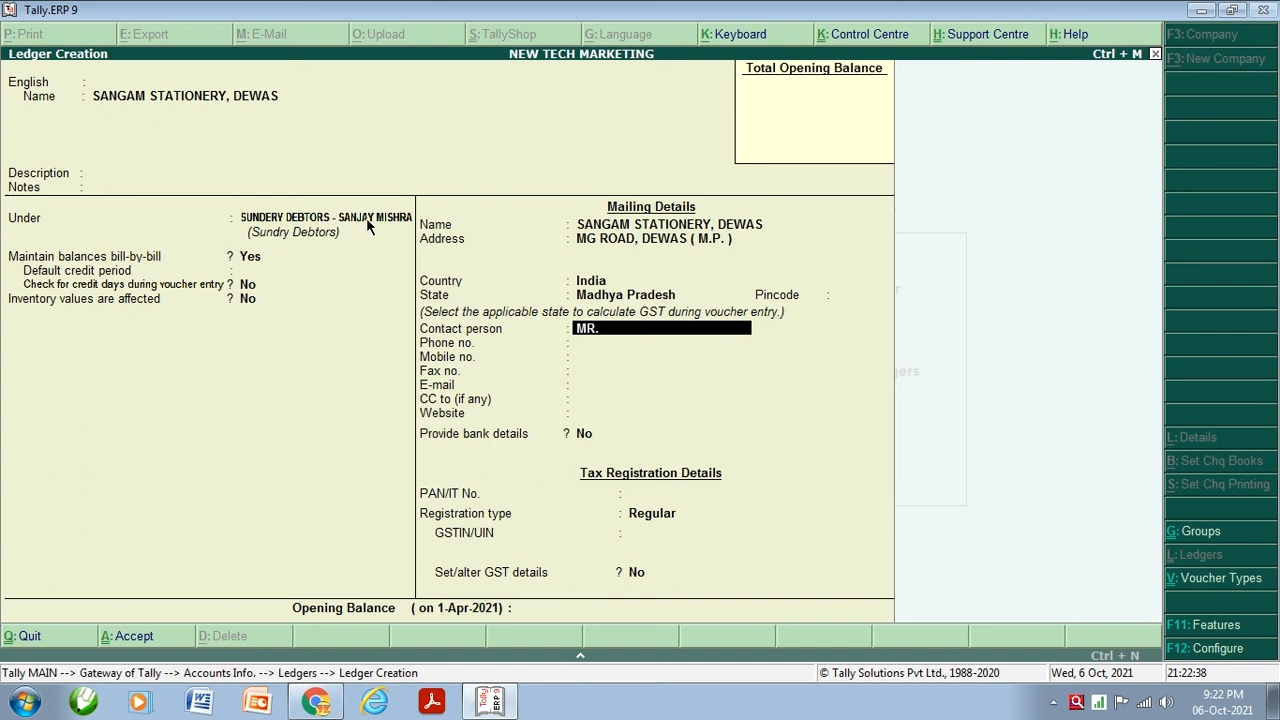 Tally.ERP 9
P: Print E: Export M: E-Mail O: Upload S: TallyShop G: Language K: Keyboard K: Control Centre H: Support Centre H: Help
Ledger Creation NEW TECH MARKETING Ctrl + M
English :
Name : SANGAM STATIONERY, DEWAS
Total Opening Balance
Description :
Notes :
Under : SUNDERY DEBTORS - SANJAY MISHRA
(Sundry Debtors)
Maintain balances bill-by-bill ? Yes
Default credit period :
Check for credit days during voucher entry ? No
Inventory values are affected ? No
Mailing Details
Name : SANGAM STATIONERY, DEWAS
Address : MG ROAD, DEWAS ( M.P. )
Country : India
State : Madhya Pradesh Pincode :
(Select the applicable state to calculate GST during voucher entry.)
Contact person : MR.
Phone no. :
Mobile no. :
Fax no. :
E-mail :
CC to (if any) :
Website :
Provide bank details ? No
Tax Registration Details
PAN/IT No. :
Registration type : Regular
GSTIN/UIN :
Set/alter GST details ? No
Opening Balance ( on 1-Apr-2021) :
F3: Company
F3: New Company
L: Details
B: Set Chq Books
S: Set Chq Printing
G: Groups
L: Ledgers
V: Voucher Types
F11: Features
F12: Configure
Q: Quit A: Accept D: Delete
Ctrl + N
Tally MAIN --> Gateway of Tally --> Accounts Info. --> Ledgers --> Ledger Creation © Tally Solutions Pvt Ltd., 1988-2020 Wed, 6 Oct, 2021 21:22:38
Tally ERP 9
9:22 PM
06-Oct-2021